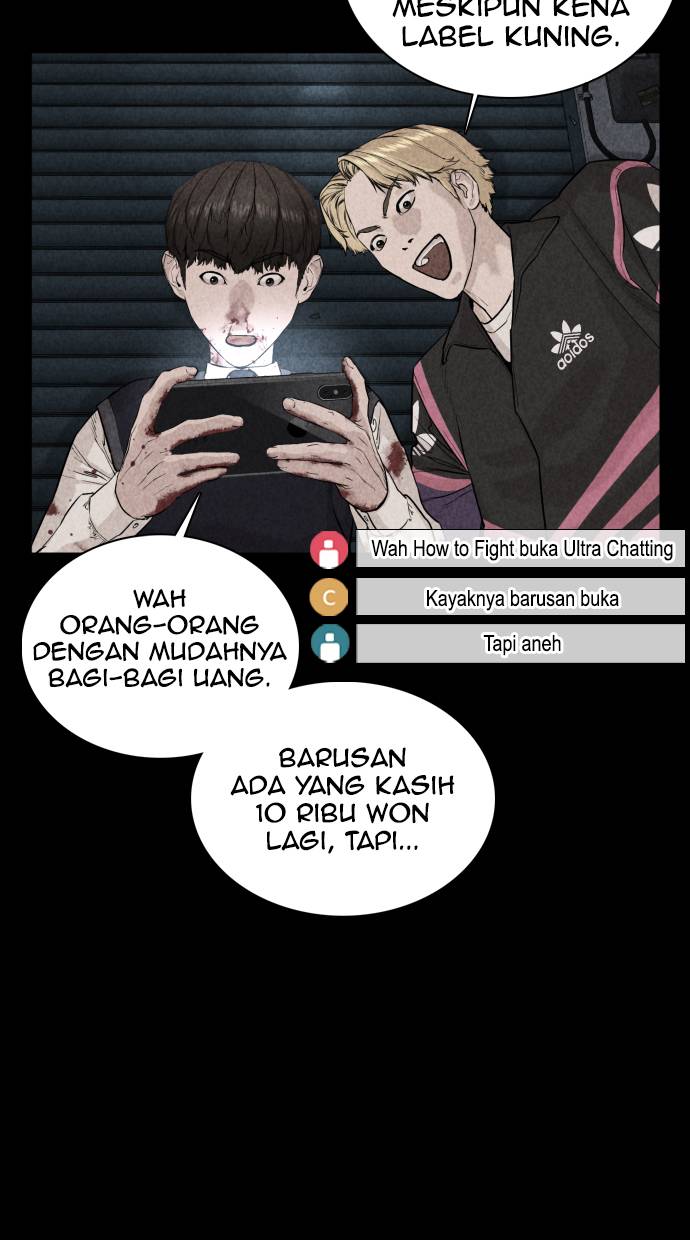 MESKIPUN KENA
LABEL KUNING.
aoidos
Wah How to Fight buka Ultra Chatting
C
Kayaknya barusan buka
Tapi aneh
WAH
ORANG-ORANG
DENGAN MUDAHNYA
BAGI-BAGI UANG.
BARUSAN
ADA YANG KASIH
10 RIBU WON
LAGI, TAPI...